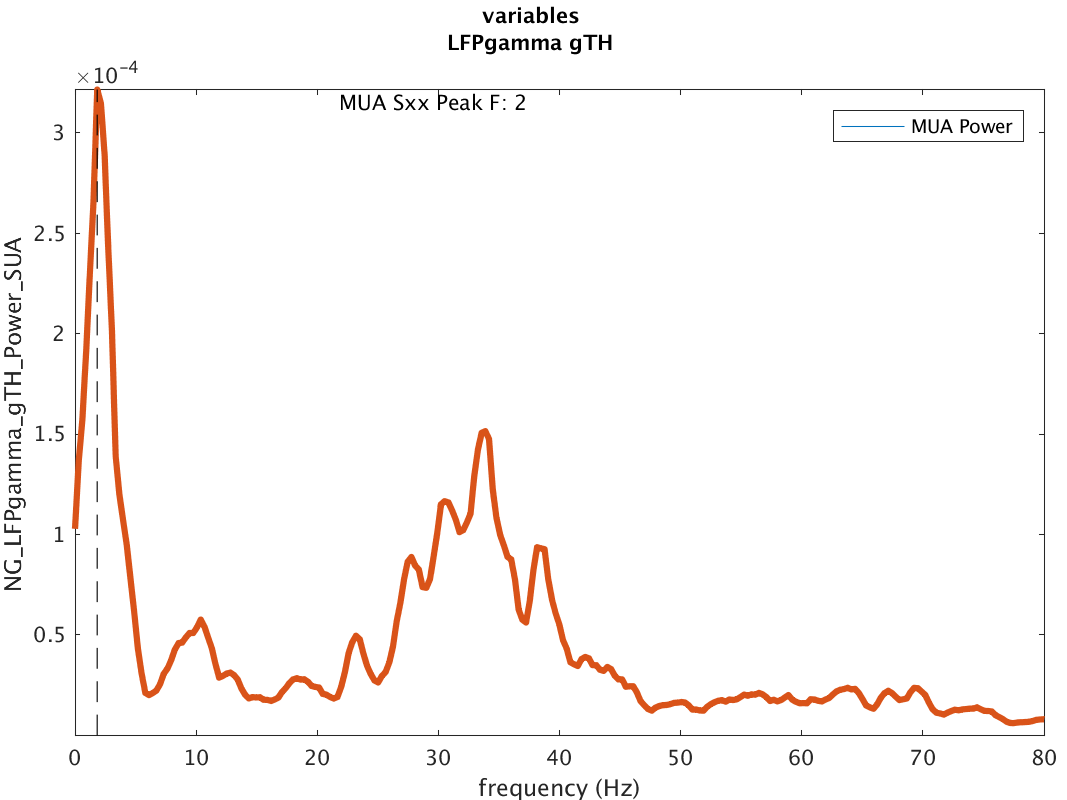 variables
LFPgamma gTH
×10⁻⁴
MUA Sxx Peak F: 2
MUA Power
3
2.5
2
1.5
1
0.5
NG_LFPgamma_gTH_Power_SUA
0 10 20 30 40 50 60 70 80
frequency (Hz)